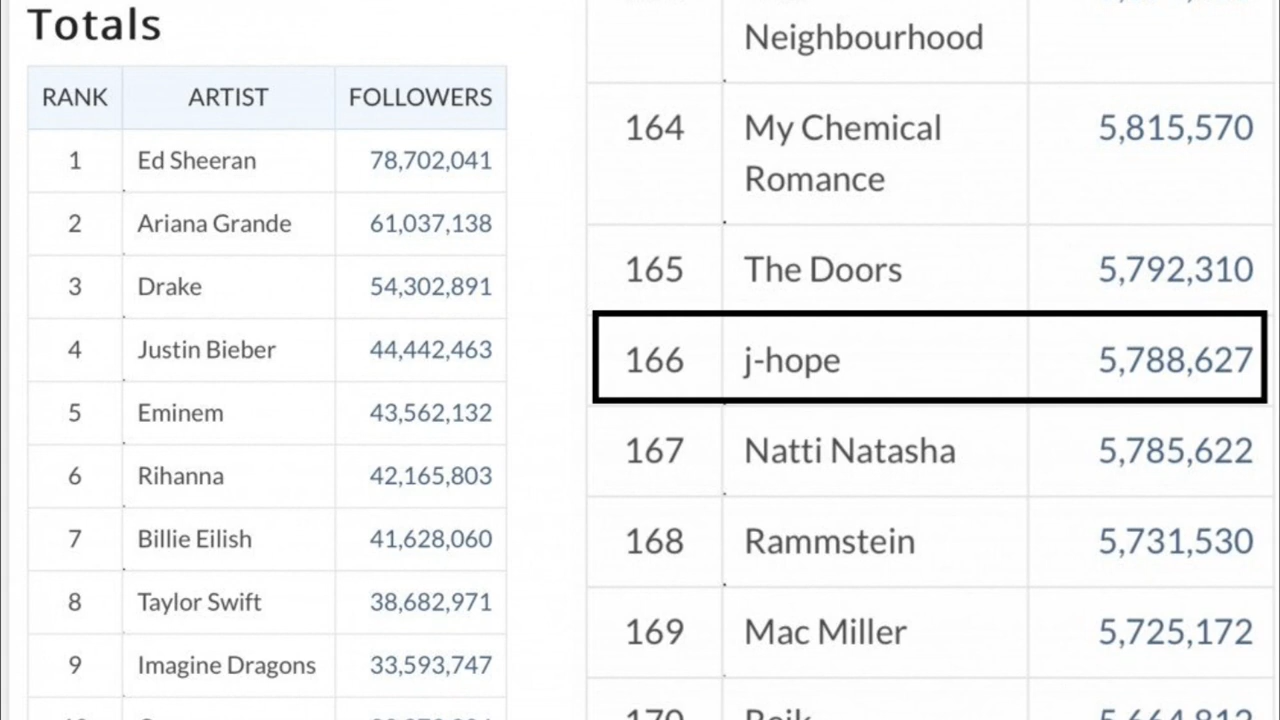 Totals
RANK ARTIST FOLLOWERS
1 Ed Sheeran 78,702,041
2 Ariana Grande 61,037,138
3 Drake 54,302,891
4 Justin Bieber 44,442,463
5 Eminem 43,562,132
6 Rihanna 42,165,803
7 Billie Eilish 41,628,060
8 Taylor Swift 38,682,971
9 Imagine Dragons 33,593,747
Neighbourhood
164 My Chemical 5,815,570
Romance
165 The Doors 5,792,310
166 j-hope 5,788,627
167 Natti Natasha 5,785,622
168 Rammstein 5,731,530
169 Mac Miller 5,725,172
170 Reik